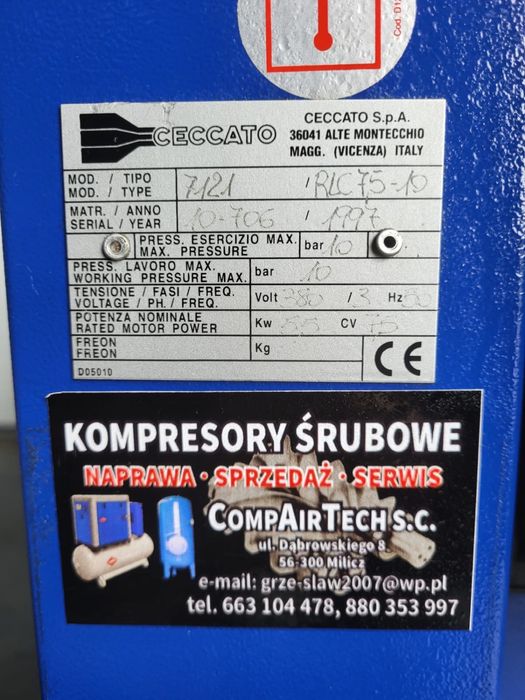 Cod. D12
CECCATO
CECCATO S.p.A.
36041 ALTE MONTECCHIO
MAGG. (VICENZA) ITALY
MOD. / TIPO
MOD. / TYPE
7121 / RLC75-10
MATR. / ANNO
SERIAL / YEAR
10-706 / 1997
PRESS. ESERCIZIO MAX.
MAX. PRESSURE
bar 10
PRESS. LAVORO MAX.
WORKING PRESSURE MAX.
bar 10
TENSIONE / FASI / FREQ.
VOLTAGE / PH. / FREQ.
Volt 380 / 3 Hz 50
POTENZA NOMINALE
RATED MOTOR POWER
Kw 55 CV 75
FREON
FREON
Kg
CE
D05010
KOMPRESORY ŚRUBOWE
NAPRAWA · SPRZEDAŻ · SERWIS
COMPAIRTECH S.C.
ul. Dąbrowskiego 8
56-300 Milicz
e-mail: grze-slaw2007@wp.pl
tel. 663 104 478, 880 353 997